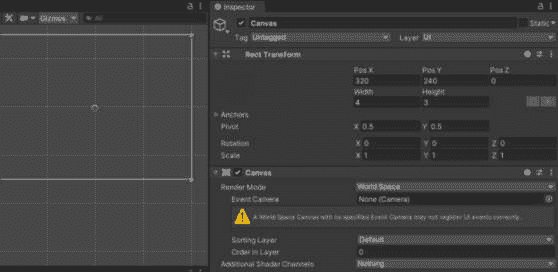 Gizmos
All
Inspector
Canvas
Static
Tag Untagged Layer UI
Rect Transform
Pos X Pos Y Pos Z
320 240 0
Width Height
4 3
Anchors
Pivot X 0.5 Y 0.5
Rotation X 0 Y 0 Z 0
Scale X 1 Y 1 Z 1
Canvas
Render Mode World Space
Event Camera None (Camera)
A World Space Canvas with no specified Event Camera may not register UI events correctly.
Sorting Layer Default
Order in Layer 0
Additional Shader Channels Nothing